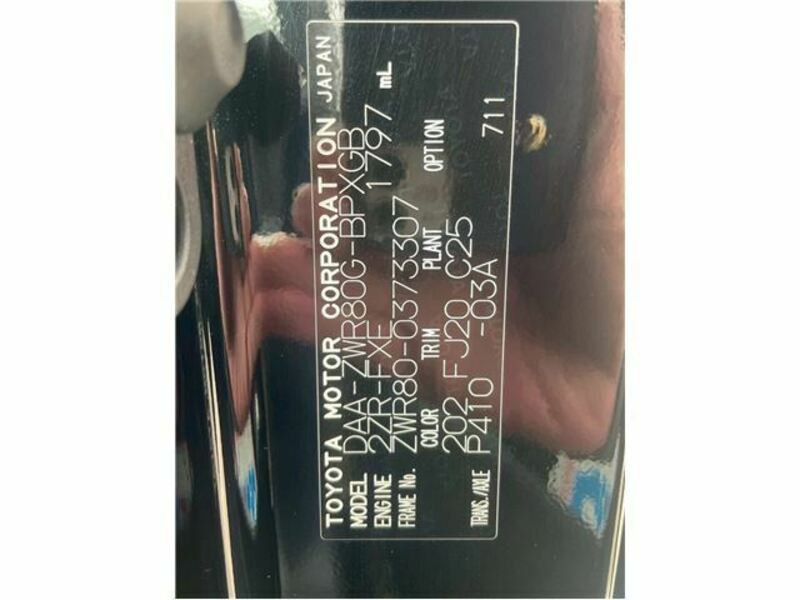 TOYOTA MOTOR CORPORATION JAPAN
MODEL DAA-ZWR80G-BPXGB
ENGINE 2ZR-FXE 1797 mL
FRAME No. ZWR80-0373307
COLOR TRIM PLANT OPTION
202 FJ20 C25
TRANS./AXLE P410 -03A 711